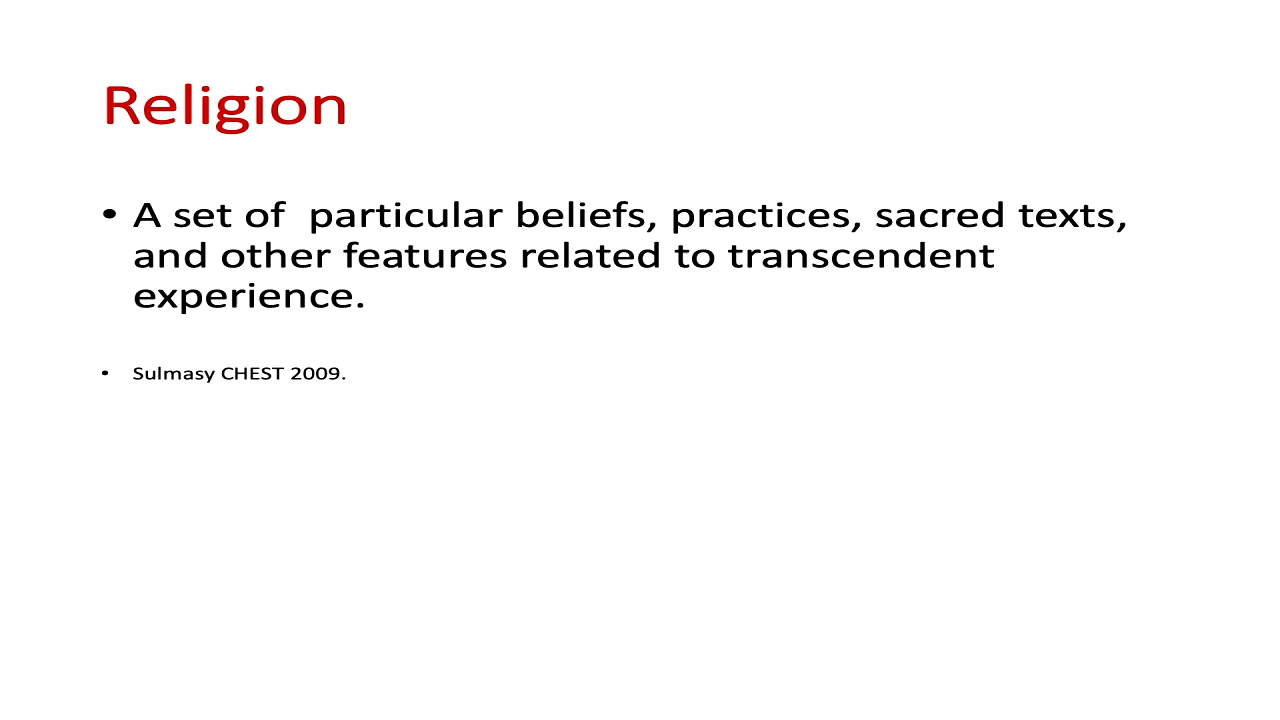 Religion
• A set of  particular beliefs, practices, sacred texts,
and other features related to transcendent
experience.
• Sulmasy CHEST 2009.